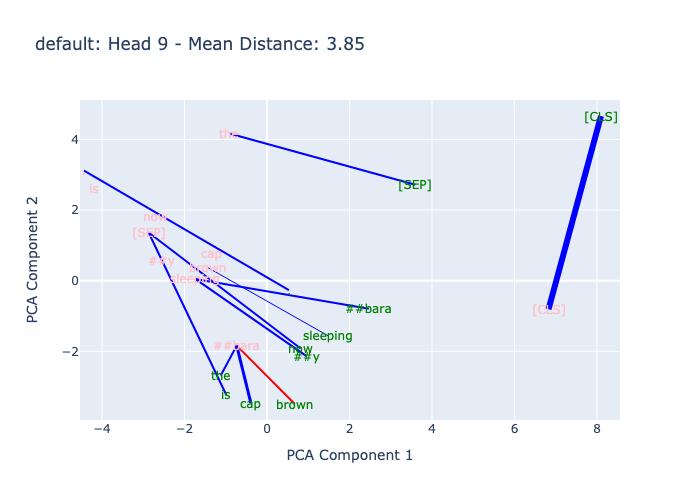 default: Head 9 - Mean Distance: 3.85
[CLS]
the
[SEP]
is
now
[SEP]
cap
##y
brown
sleeping
##bara
[CLS]
sleeping
##bara
now
##y
the
is
cap
brown
4
2
0
−2
−4
−2
0
2
4
6
8
PCA Component 1
PCA Component 2